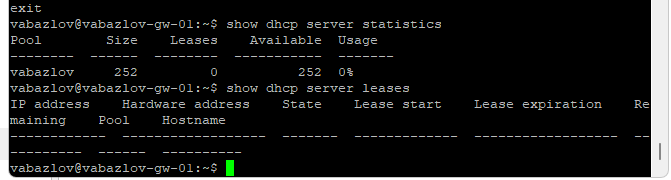 exit
vabazlov@vabazlov-gw-01:~$ show dhcp server statistics
Pool        Size    Leases    Available  Usage
--------  ------  --------  -----------  -------
vabazlov     252         0          252  0%
vabazlov@vabazlov-gw-01:~$ show dhcp server leases
IP address    Hardware address    State    Lease start    Lease expiration    Re
maining    Pool    Hostname
------------  ------------------  -------  -------------  ------------------  --
---------  ------  ----------
vabazlov@vabazlov-gw-01:~$